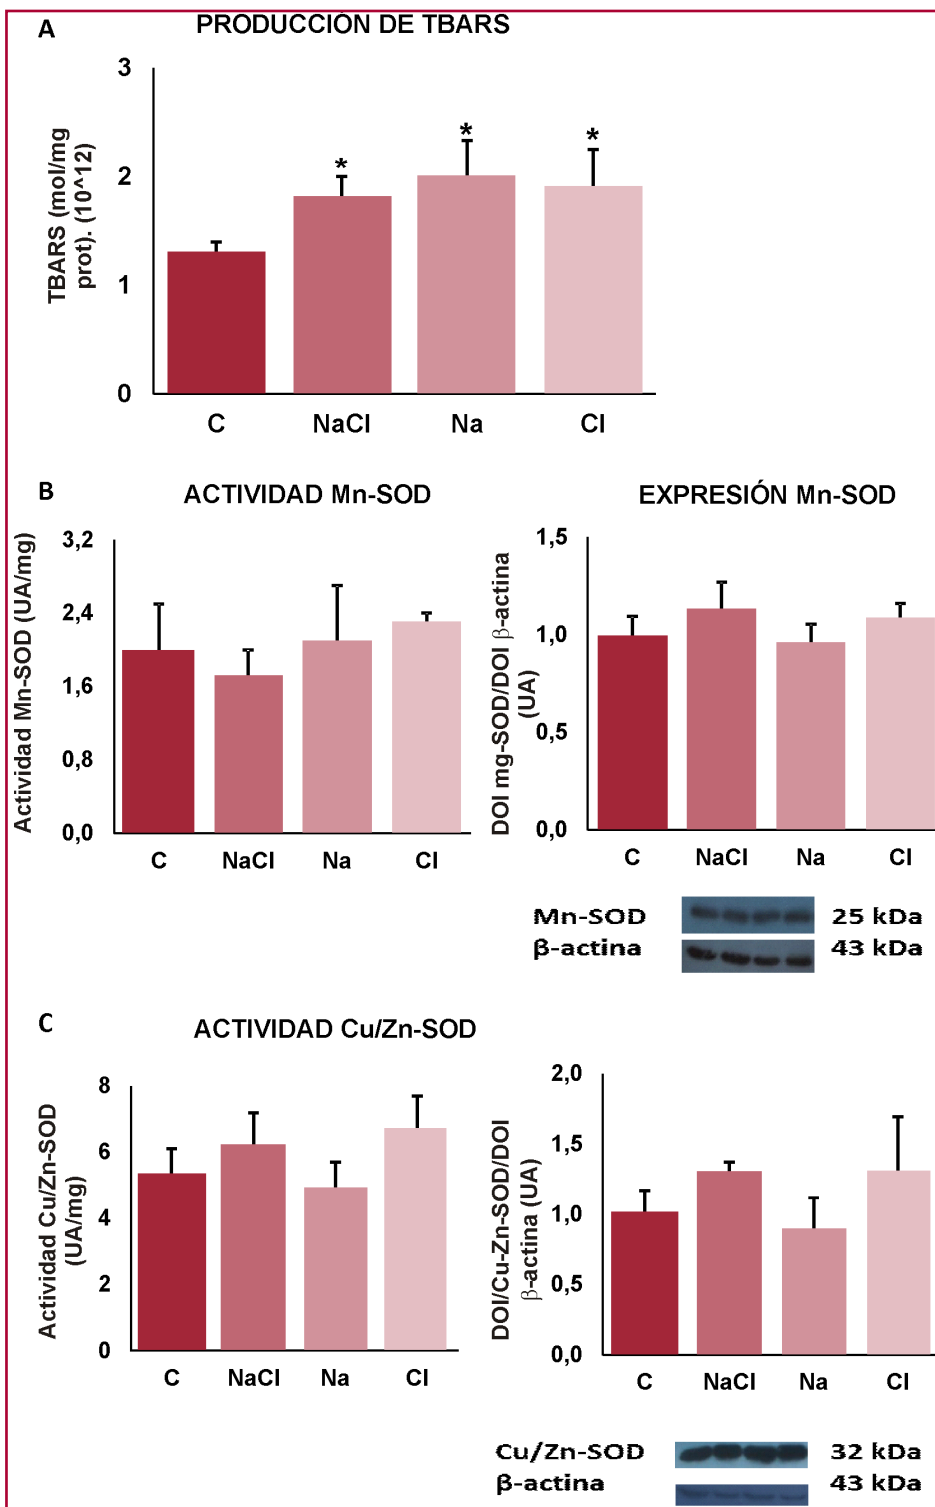 A
PRODUCCIÓN DE TBARS
TBARS (mol/mg
prot). (10^12)
3
2
1
0
*
*
*
C NaCl Na Cl
B
ACTIVIDAD Mn-SOD
Actividad Mn-SOD (UA/mg)
3,2
2,4
1,6
0,8
0,0
C NaCl Na Cl
EXPRESIÓN Mn-SOD
DOI mg-SOD/DOI β-actina
(UA)
1,5
1,0
0,5
0,0
C NaCl Na Cl
Mn-SOD 25 kDa
β-actina 43 kDa
C
ACTIVIDAD Cu/Zn-SOD
Actividad Cu/Zn-SOD
(UA/mg)
8
6
4
2
0
C NaCl Na Cl
DOI/Cu-Zn-SOD/DOI
β-actina (UA)
2,0
1,5
1,0
0,5
0,0
C NaCl Na Cl
Cu/Zn-SOD 32 kDa
β-actina 43 kDa